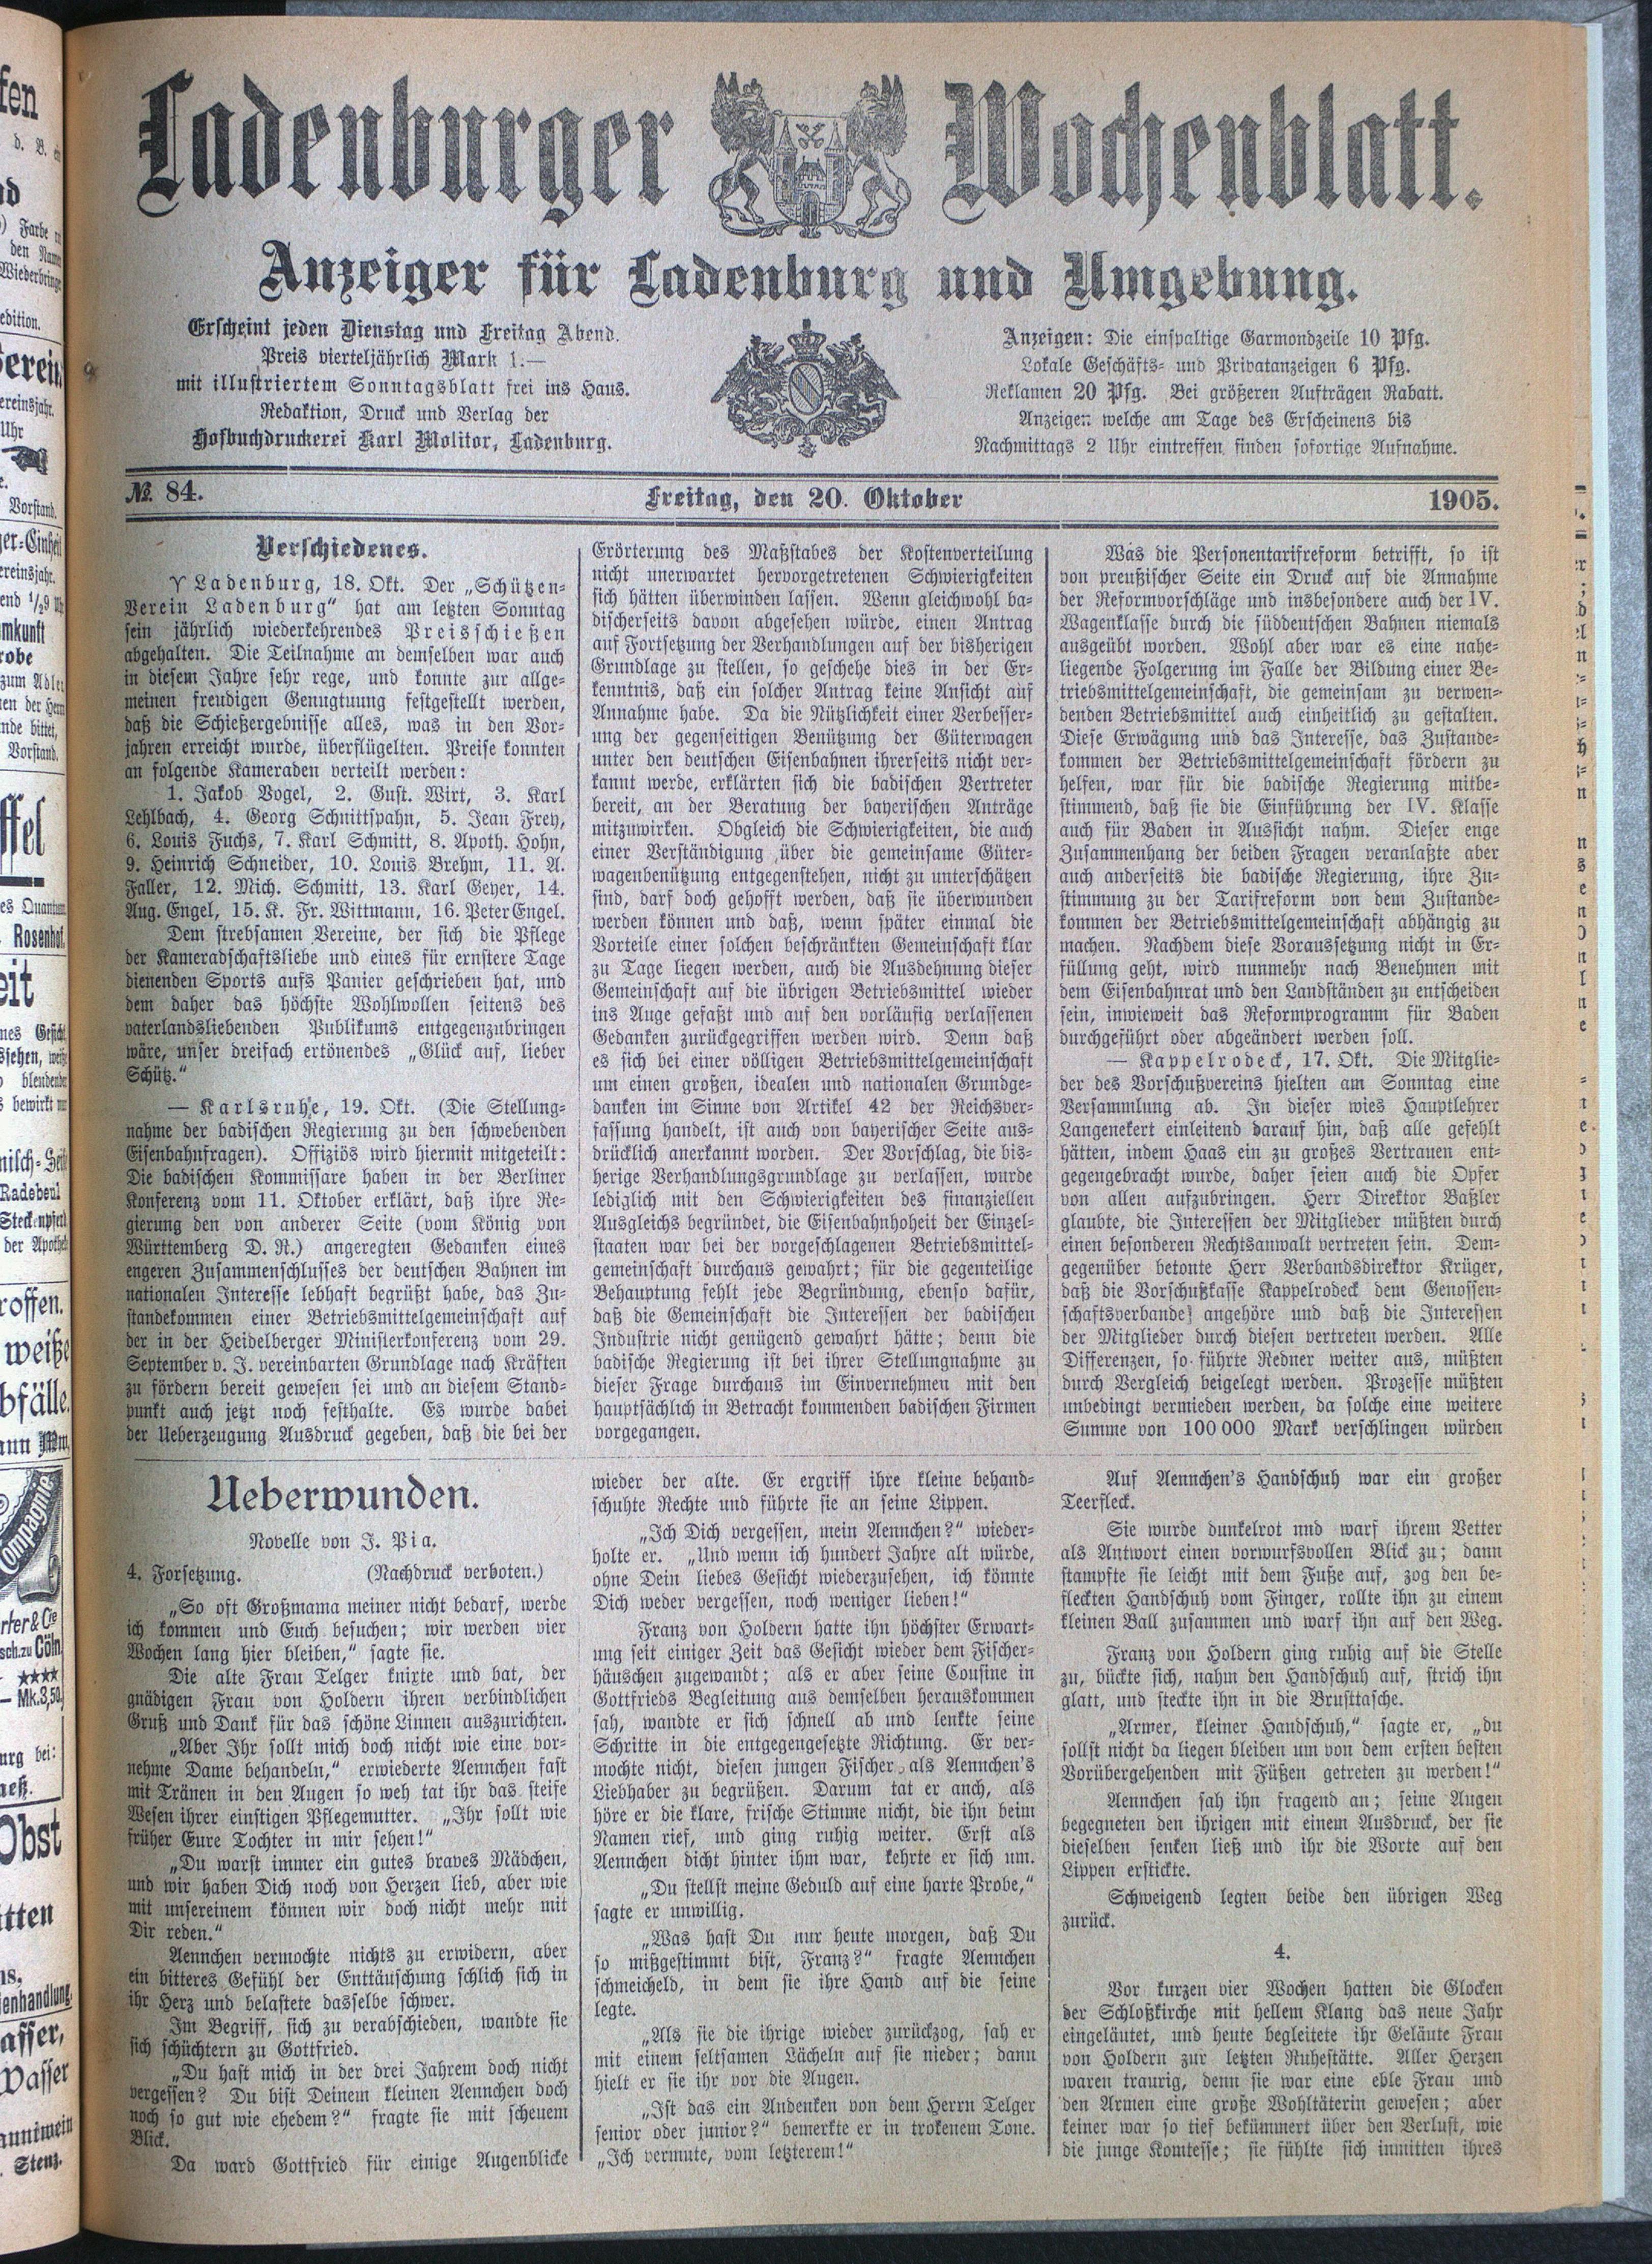 Ladenburger Wochenblatt.
Anzeiger für Ladenburg und Umgebung.
Erscheint jeden Dienstag und Freitag Abend.
Preis vierteljährlich Mark 1.—
mit illustriertem Sonntagsblatt frei ins Haus.
Redaktion, Druck und Verlag der
Hofbuchdruckerei Karl Molitor, Ladenburg.
Anzeigen: Die einspaltige Garmondzeile 10 Pfg.
Lokale Geschäfts- und Privatanzeigen 6 Pfg.
Reklamen 20 Pfg. Bei größeren Aufträgen Rabatt.
Anzeigen welche am Tage des Erscheinens bis
Nachmittags 2 Uhr eintreffen finden sofortige Aufnahme.
№ 84. Freitag, den 20. Oktober 1905.
Verschiedenes.
Ladenburg, 18. Okt. Der „Schützen-
Verein Ladenburg“ hat am letzten Sonntag
sein jährlich wiederkehrendes Preisschießen
abgehalten. Die Teilnahme an demselben war auch
in diesem Jahre sehr rege, und konnte zur allge-
meinen freudigen Genugtuung festgestellt werden,
daß die Schießergebnisse alles, was in den Vor-
jahren erreicht wurde, überflügelten. Preise konnten
an folgende Kameraden verteilt werden:
1. Jakob Vogel, 2. Gust. Wirt, 3. Karl
Lehlbach, 4. Georg Schnittspahn, 5. Jean Frey,
6. Louis Fuchs, 7. Karl Schmitt, 8. Apoth. Hohn,
9. Heinrich Schneider, 10. Louis Brehm, 11. A.
Faller, 12. Mich. Schmitt, 13. Karl Geyer, 14.
Aug. Engel, 15. K. Fr. Wittmann, 16. Peter Engel.
Dem strebsamen Vereine, der sich die Pflege
der Kameradschaftsliebe und eines für ernstere Tage
dienenden Sports aufs Panier geschrieben hat, und
dem daher das höchste Wohlwollen seitens des
vaterlandsliebenden Publikums entgegenzubringen
wäre, unser dreifach ertönendes „Glück auf, lieber
Schütz.“
— Karlsruhe, 19. Okt. (Die Stellung-
nahme der badischen Regierung zu den schwebenden
Eisenbahnfragen). Offiziös wird hiermit mitgeteilt:
Die badischen Kommissare haben in der Berliner
Konferenz vom 11. Oktober erklärt, daß ihre Re-
gierung den von anderer Seite (vom König von
Württemberg D. R.) angeregten Gedanken eines
engeren Zusammenschlusses der deutschen Bahnen im
nationalen Interesse lebhaft begrüßt habe, das Zu-
standekommen einer Betriebsmittelgemeinschaft auf
der in der Heidelberger Ministerkonferenz vom 29.
September v. J. vereinbarten Grundlage nach Kräften
zu fördern bereit gewesen sei und an diesem Stand-
punkt auch jetzt noch festhalte. Es wurde dabei
der Ueberzeugung Ausdruck gegeben, daß die bei der
Erörterung des Maßstabes der Kostenverteilung
nicht unerwartet hervorgetretenen Schwierigkeiten
sich hätten überwinden lassen. Wenn gleichwohl ba-
discherseits davon abgesehen würde, einen Antrag
auf Fortsetzung der Verhandlungen auf der bisherigen
Grundlage zu stellen, so geschehe dies in der Er-
kenntnis, daß ein solcher Antrag keine Ansicht auf
Annahme habe. Da die Nützlichkeit einer Verbesser-
ung der gegenseitigen Benützung der Güterwagen
unter den deutschen Eisenbahnen ihrerseits nicht ver-
kannt werde, erklärten sich die badischen Vertreter
bereit, an der Beratung der bayerischen Anträge
mitzuwirken. Obgleich die Schwierigkeiten, die auch
einer Verständigung über die gemeinsame Güter-
wagenbenützung entgegenstehen, nicht zu unterschätzen
sind, darf doch gehofft werden, daß sie überwunden
werden können und daß, wenn später einmal die
Vorteile einer solchen beschränkten Gemeinschaft klar
zu Tage liegen werden, auch die Ausdehnung dieser
Gemeinschaft auf die übrigen Betriebsmittel wieder
ins Auge gefaßt und auf den vorläufig verlassenen
Gedanken zurückgegriffen werden wird. Denn daß
es sich bei einer völligen Betriebsmittelgemeinschaft
um einen großen, idealen und nationalen Grundge-
danken im Sinne von Artikel 42 der Reichsver-
fassung handelt, ist auch von bayerischer Seite aus-
drücklich anerkannt worden. Der Vorschlag, die bis-
herige Verhandlungsgrundlage zu verlassen, wurde
lediglich mit den Schwierigkeiten des finanziellen
Ausgleichs begründet, die Eisenbahnhoheit der Einzel-
staaten war bei der vorgeschlagenen Betriebsmittel-
gemeinschaft durchaus gewahrt; für die gegenteilige
Behauptung fehlt jede Begründung, ebenso dafür,
daß die Gemeinschaft die Interessen der badischen
Industrie nicht genügend gewahrt hätte; denn die
badische Regierung ist bei ihrer Stellungnahme zu
dieser Frage durchaus im Einvernehmen mit den
hauptsächlich in Betracht kommenden badischen Firmen
vorgegangen.
Was die Personentarifreform betrifft, so ist
von preußischer Seite ein Druck auf die Annahme
der Reformvorschläge und insbesondere auch der IV.
Wagenklasse durch die süddeutschen Bahnen niemals
ausgeübt worden. Wohl aber war es eine nahe-
liegende Folgerung im Falle der Bildung einer Be-
triebsmittelgemeinschaft, die gemeinsam zu verwen-
denden Betriebsmittel auch einheitlich zu gestalten.
Diese Erwägung und das Interesse, das Zustande-
kommen der Betriebsmittelgemeinschaft fördern zu
helfen, war für die badische Regierung mitbe-
stimmend, daß sie die Einführung der IV. Klasse
auch für Baden in Aussicht nahm. Dieser enge
Zusammenhang der beiden Fragen veranlaßte aber
auch anderseits die badische Regierung, ihre Zu-
stimmung zu der Tarifreform von dem Zustande-
kommen der Betriebsmittelgemeinschaft abhängig zu
machen. Nachdem diese Voraussetzung nicht in Er-
füllung geht, wird nunmehr nach Benehmen mit
dem Eisenbahnrat und den Landständen zu entscheiden
sein, inwieweit das Reformprogramm für Baden
durchgeführt oder abgeändert werden soll.
— Kappelrodeck, 17. Okt. Die Mitglie-
der des Vorschußvereins hielten am Sonntag eine
Versammlung ab. In dieser wies Hauptlehrer
Langenekert einleitend darauf hin, daß alle gefehlt
hätten, indem Haas ein zu großes Vertrauen ent-
gegengebracht wurde, daher seien auch die Opfer
von allen aufzubringen. Herr Direktor Baßler
glaubte, die Interessen der Mitglieder müßten durch
einen besonderen Rechtsanwalt vertreten sein. Dem-
gegenüber betonte Herr Verbandsdirektor Krüger,
daß die Vorschußkasse Kappelrodeck dem Genossen-
schaftsverbande angehöre und daß die Interessen
der Mitglieder durch diesen vertreten werden. Alle
Differenzen, so führte Redner weiter aus, müßten
durch Vergleich beigelegt werden. Prozesse müßten
unbedingt vermieden werden, da solche eine weitere
Summe von 100 000 Mark verschlingen würden
Ueberwunden.
Novelle von J. Pia.
4. Forsetzung. (Nachdruck verboten.)
„So oft Großmama meiner nicht bedarf, werde
ich kommen und Euch besuchen; wir werden vier
Wochen lang hier bleiben,“ sagte sie.
Die alte Frau Telger knixte und bat, der
gnädigen Frau von Holdern ihren verbindlichen
Gruß und Dank für das schöne Linnen auszurichten.
„Aber Ihr sollt mich doch nicht wie eine vor-
nehme Dame behandeln,“ erwiederte Aennchen fast
mit Tränen in den Augen so weh tat ihr das steife
Wesen ihrer einstigen Pflegemutter. „Ihr sollt wie
früher Eure Tochter in mir sehen!“
„Du warst immer ein gutes braves Mädchen,
und wir haben Dich noch von Herzen lieb, aber wie
mit unsereinem können wir doch nicht mehr mit
Dir reden.“
Aennchen vermochte nichts zu erwidern, aber
ein bitteres Gefühl der Enttäuschung schlich sich in
ihr Herz und belastete dasselbe schwer.
Im Begriff, sich zu verabschieden, wandte sie
sich schüchtern zu Gottfried.
„Du hast mich in der drei Jahrem doch nicht
vergessen? Du bist Deinem kleinen Aennchen doch
noch so gut wie ehedem?“ fragte sie mit scheuem
Blick.
Da ward Gottfried für einige Augenblicke
wieder der alte. Er ergriff ihre kleine behand-
schuhte Rechte und führte sie an seine Lippen.
„Ich Dich vergessen, mein Aennchen?“ wieder-
holte er. „Und wenn ich hundert Jahre alt würde,
ohne Dein liebes Gesicht wiederzusehen, ich könnte
Dich weder vergessen, noch weniger lieben!“
Franz von Holdern hatte ihn höchster Erwart-
ung seit einiger Zeit das Gesicht wieder dem Fischer-
häuschen zugewandt; als er aber seine Cousine in
Gottfrieds Begleitung aus demselben herauskommen
sah, wandte er sich schnell ab und lenkte seine
Schritte in die entgegengesetzte Richtung. Er ver-
mochte nicht, diesen jungen Fischer als Aennchen's
Liebhaber zu begrüßen. Darum tat er auch, als
höre er die klare, frische Stimme nicht, die ihn beim
Namen rief, und ging ruhig weiter. Erst als
Aennchen dicht hinter ihm war, kehrte er sich um.
„Du stellst meine Geduld auf eine harte Probe,“
sagte er unwillig.
„Was hast Du nur heute morgen, daß Du
so mißgestimmt bist, Franz?“ fragte Aennchen
schmeicheld, in dem sie ihre Hand auf die seine
legte.
„Als sie die ihrige wieder zurückzog, sah er
mit einem seltsamen Lächeln auf sie nieder; dann
hielt er sie ihr vor die Augen.
„Ist das ein Andenken von dem Herrn Telger
senior oder junior?“ bemerkte er in trokenem Tone.
„Ich vermute, vom letzterem!“
Auf Aennchen's Handschuh war ein großer
Teerfleck.
Sie wurde dunkelrot und warf ihrem Vetter
als Antwort einen vorwurfsvollen Blick zu; dann
stampfte sie leicht mit dem Fuße auf, zog den be-
fleckten Handschuh vom Finger, rollte ihn zu einem
kleinen Ball zusammen und warf ihn auf den Weg.
Franz von Holdern ging ruhig auf die Stelle
zu, bückte sich, nahm den Handschuh auf, strich ihn
glatt, und steckte ihn in die Brusttasche.
„Armer, kleiner Handschuh,“ sagte er, „du
sollst nicht da liegen bleiben um von dem ersten besten
Vorübergehenden mit Füßen getreten zu werden!“
Aennchen sah ihn fragend an; seine Augen
begegneten den ihrigen mit einem Ausdruck, der sie
dieselben senken ließ und ihr die Worte auf den
Lippen erstickte.
Schweigend legten beide den übrigen Weg
zurück.
4.
Vor kurzen vier Wochen hatten die Glocken
der Schloßkirche mit hellem Klang das neue Jahr
eingeläutet, und heute begleitete ihr Geläute Frau
von Holdern zur letzten Ruhestätte. Aller Herzen
waren traurig, denn sie war eine edle Frau und
den Armen eine große Wohltäterin gewesen; aber
keiner war so tief bekümmert über den Verlust, wie
die junge Komtesse; sie fühlte sich inmitten ihres